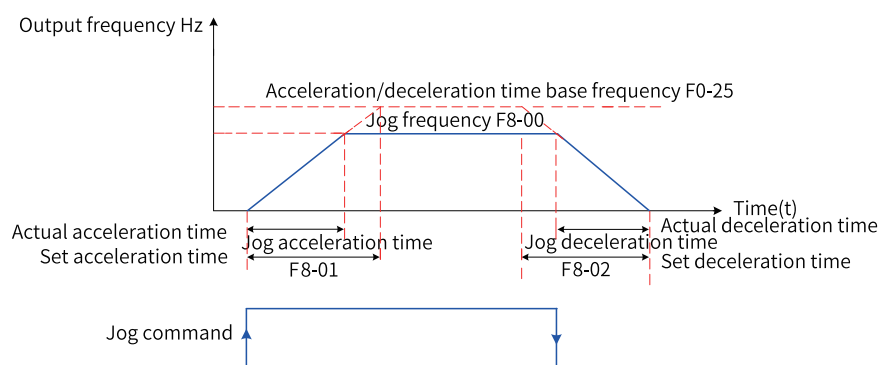 Output frequency Hz
Acceleration/deceleration time base frequency F0-25
Jog frequency F8-00
Time(t)
Actual acceleration time
Actual deceleration time
Jog acceleration time
Jog deceleration time
Set acceleration time
Set deceleration time
F8-01
F8-02
Jog command